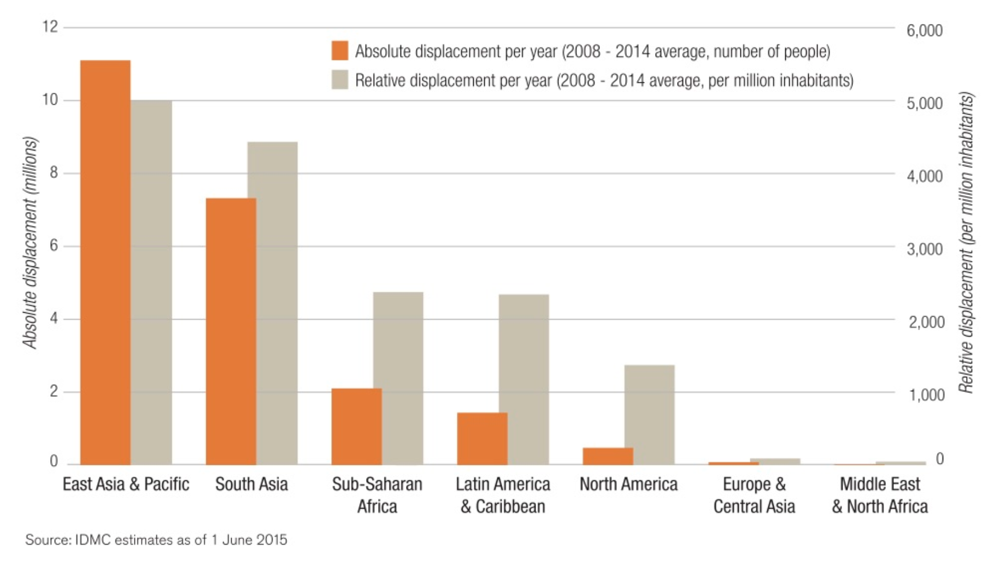 12
10
8
6
4
2
0
Absolute displacement (millions)
Absolute displacement per year (2008 - 2014 average, number of people)
Relative displacement per year (2008 - 2014 average, per million inhabitants)
6,000
5,000
4,000
3,000
2,000
1,000
0
Relative displacement (per million inhabitants)
East Asia & Pacific
South Asia
Sub-Saharan
Africa
Latin America
& Caribbean
North America
Europe &
Central Asia
Middle East
& North Africa
Source: IDMC estimates as of 1 June 2015